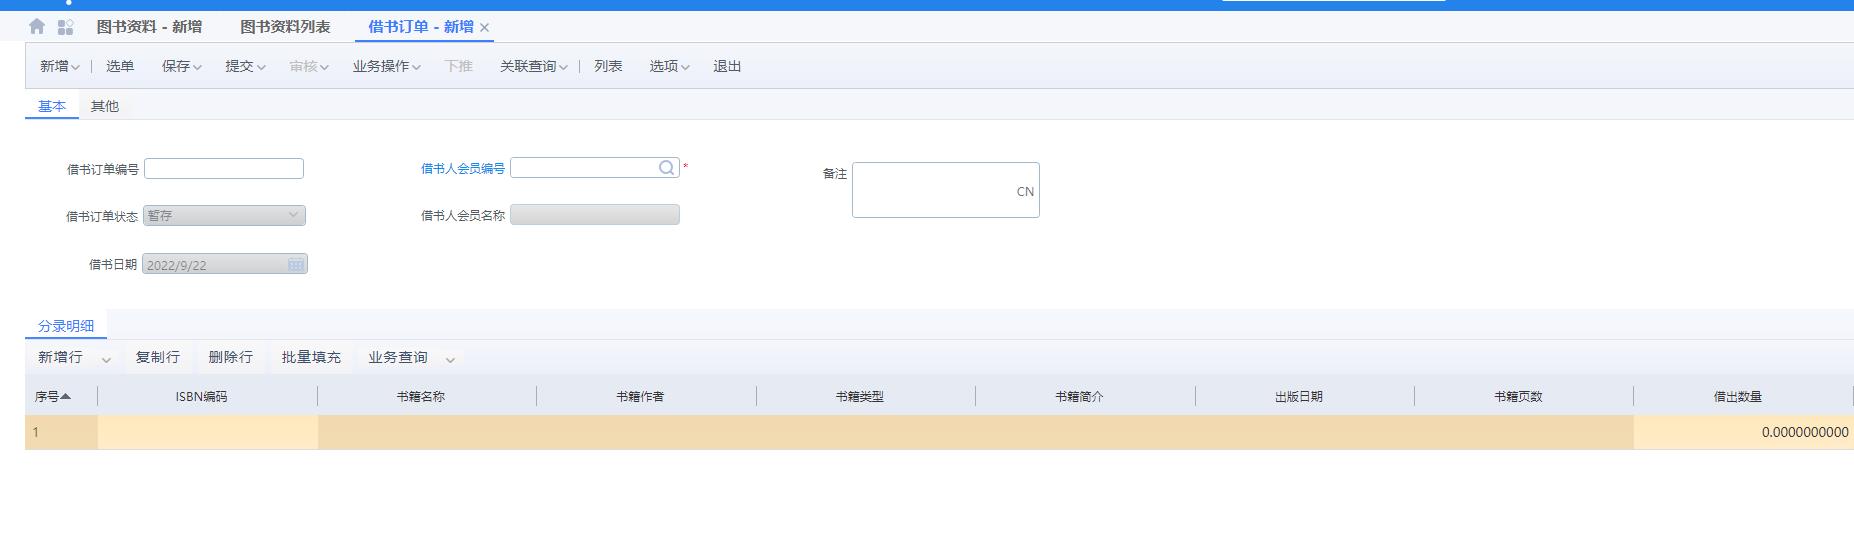 图书资料 - 新增 图书资料列表 借书订单 - 新增
新增 选单 保存 提交 审核 业务操作 下推 关联查询 列表 选项 退出
基本 其他
借书订单编号 借书人会员编号 * 备注 CN
借书订单状态 暂存 借书人会员名称
借书日期 2022/9/22
分录明细
新增行 复制行 删除行 批量填充 业务查询
序号 ISBN编码 书籍名称 书籍作者 书籍类型 书籍简介 出版日期 书籍页数 借出数量
1 0.0000000000